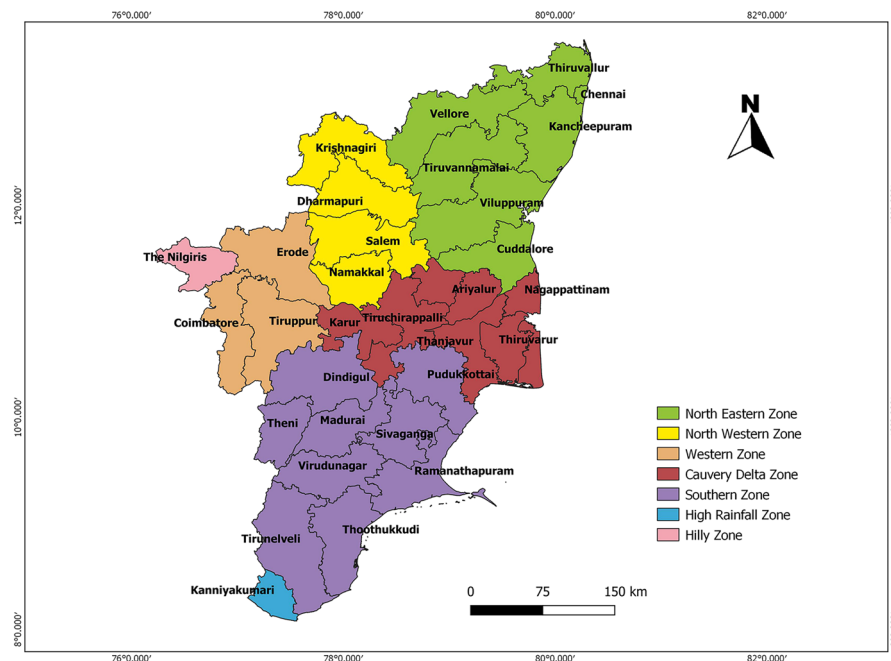 76°0.000′ 78°0.000′ 80°0.000′ 82°0.000′
12°0.000′
10°0.000′
8°0.000′
N
Thiruvallur
Chennai
Vellore
Kancheepuram
Krishnagiri
Tiruvannamalai
Dharmapuri
Viluppuram
Salem
Erode
Cuddalore
The Nilgiris
Namakkal
Ariyalur
Nagappattinam
Coimbatore
Tiruppur
Karur
Tiruchirappalli
Thanjavur
Thiruvarur
Dindigul
Pudukkottai
Theni
Madurai
Sivaganga
Virudunagar
Ramanathapuram
Tirunelveli
Thoothukkudi
Kanniyakumari
North Eastern Zone
North Western Zone
Western Zone
Cauvery Delta Zone
Southern Zone
High Rainfall Zone
Hilly Zone
0 75 150 km
76°0.000′ 78°0.000′ 80°0.000′ 82°0.000′